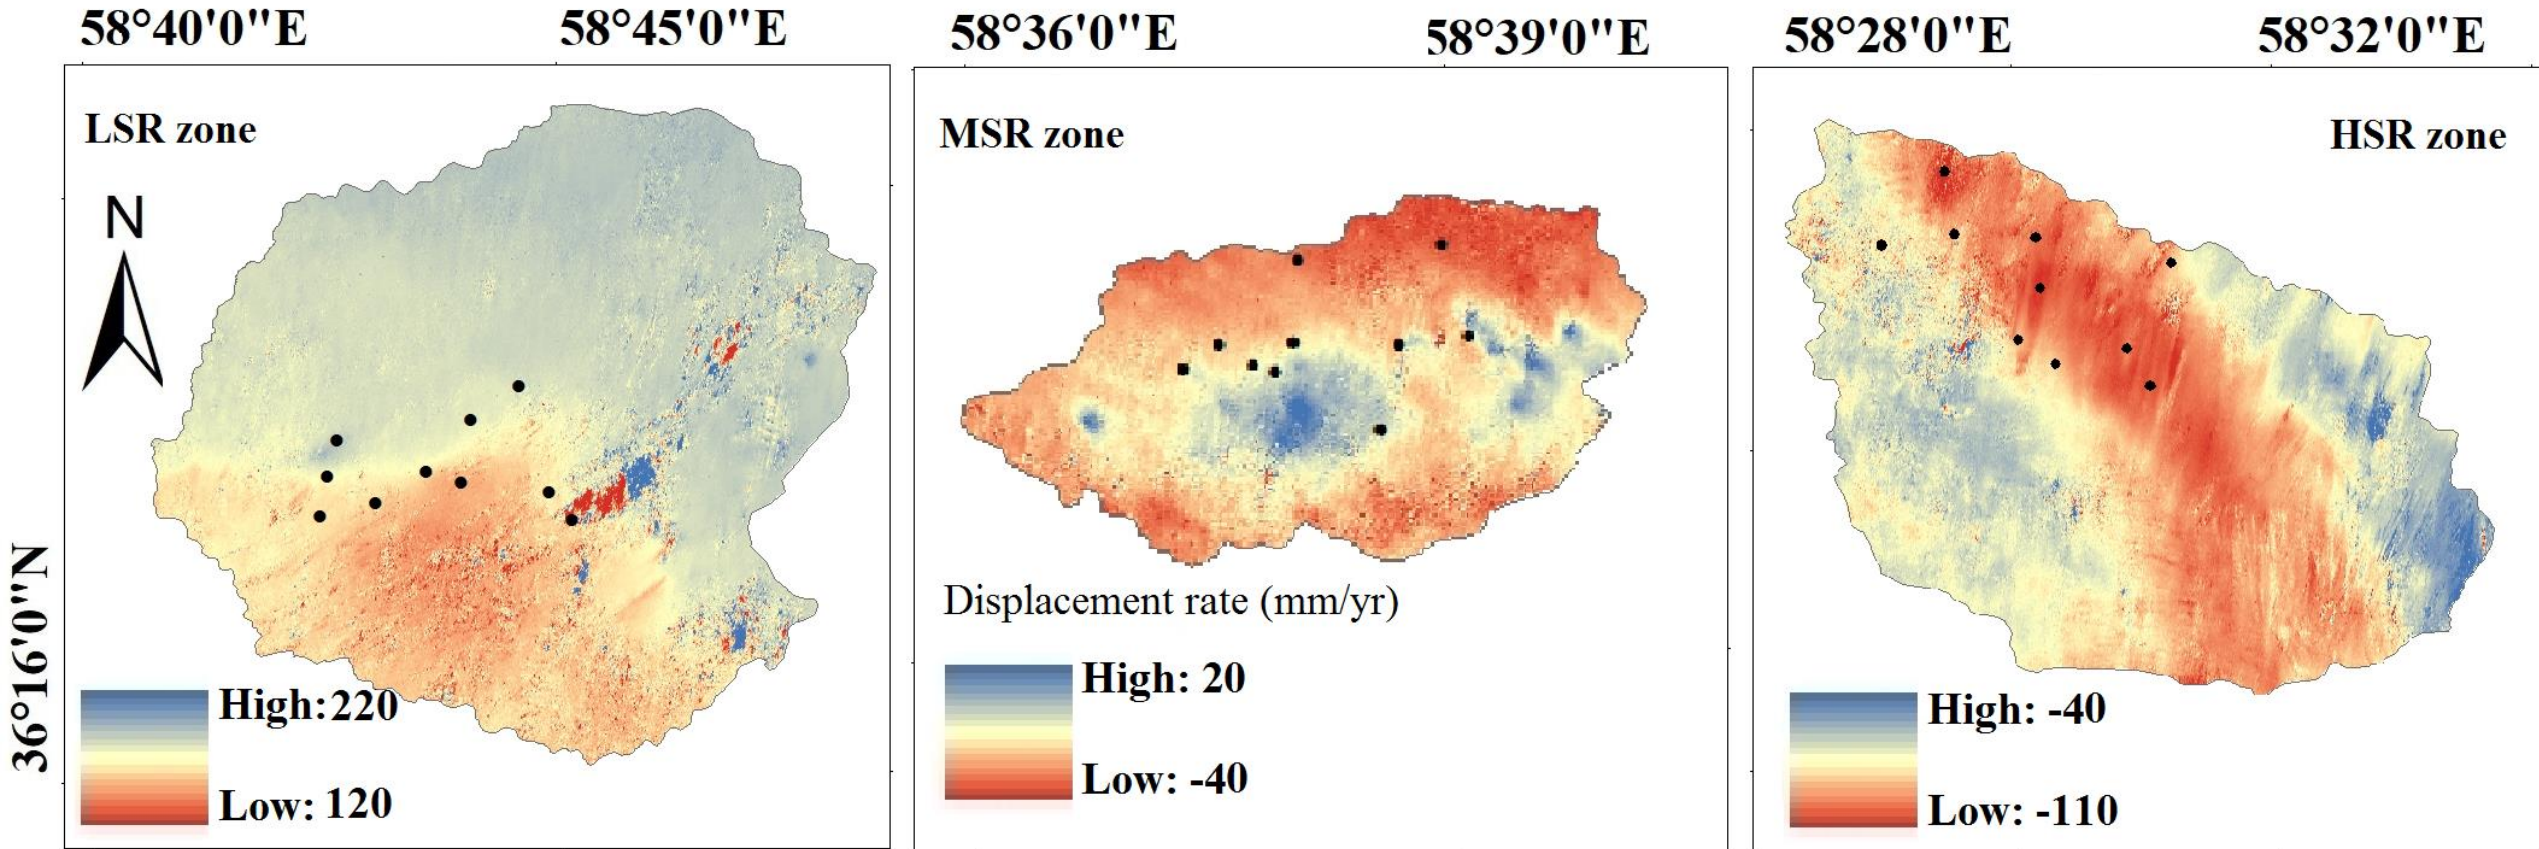 58°40'0"E 58°45'0"E 58°36'0"E 58°39'0"E 58°28'0"E 58°32'0"E
LSR zone
MSR zone
HSR zone
N
36°16'0"N
High:220
Low: 120
Displacement rate (mm/yr)
High: 20
Low: -40
High: -40
Low: -110